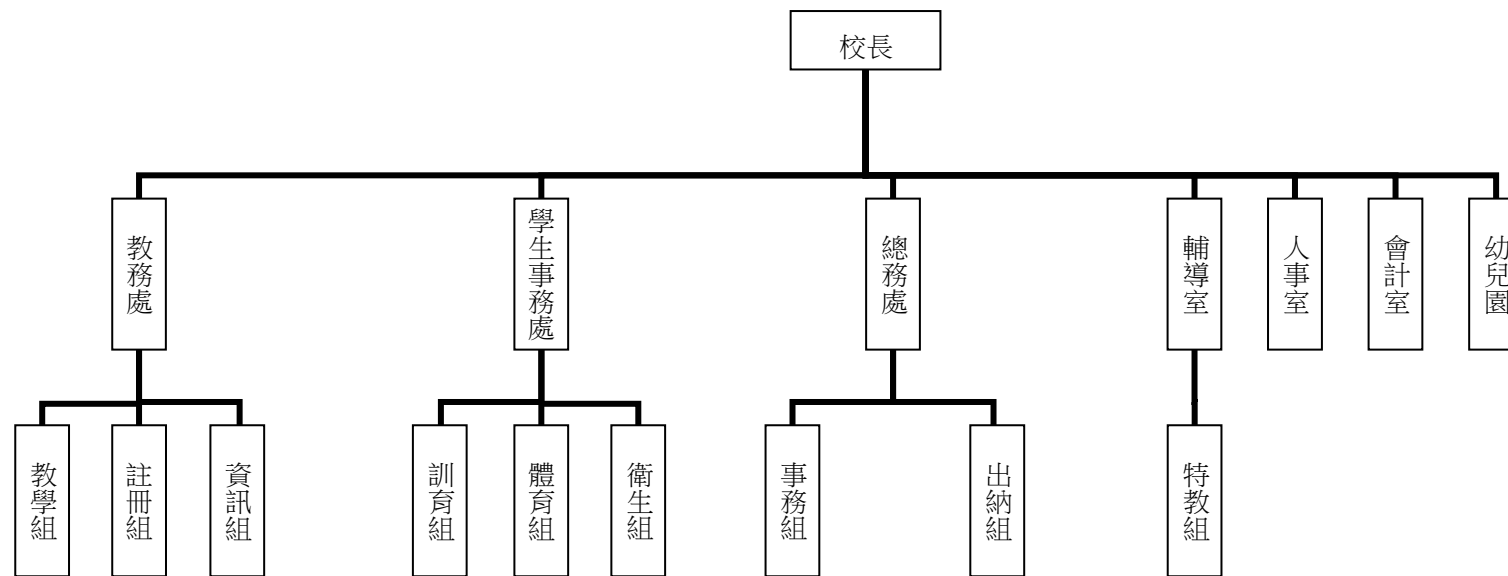 校長
教務處
學生事務處
總務處
輔導室
人事室
會計室
幼兒園
教學組
註冊組
資訊組
訓育組
體育組
衛生組
事務組
出納組
特教組